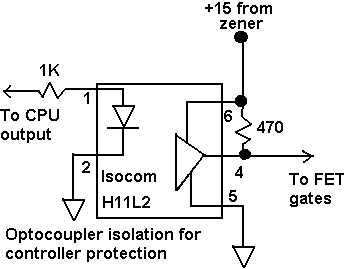 +15 from
zener
1K
1
To CPU
output
6
470
2
Isocom
H11L2
4
5
To FET
gates
Optocoupler isolation for
controller protection